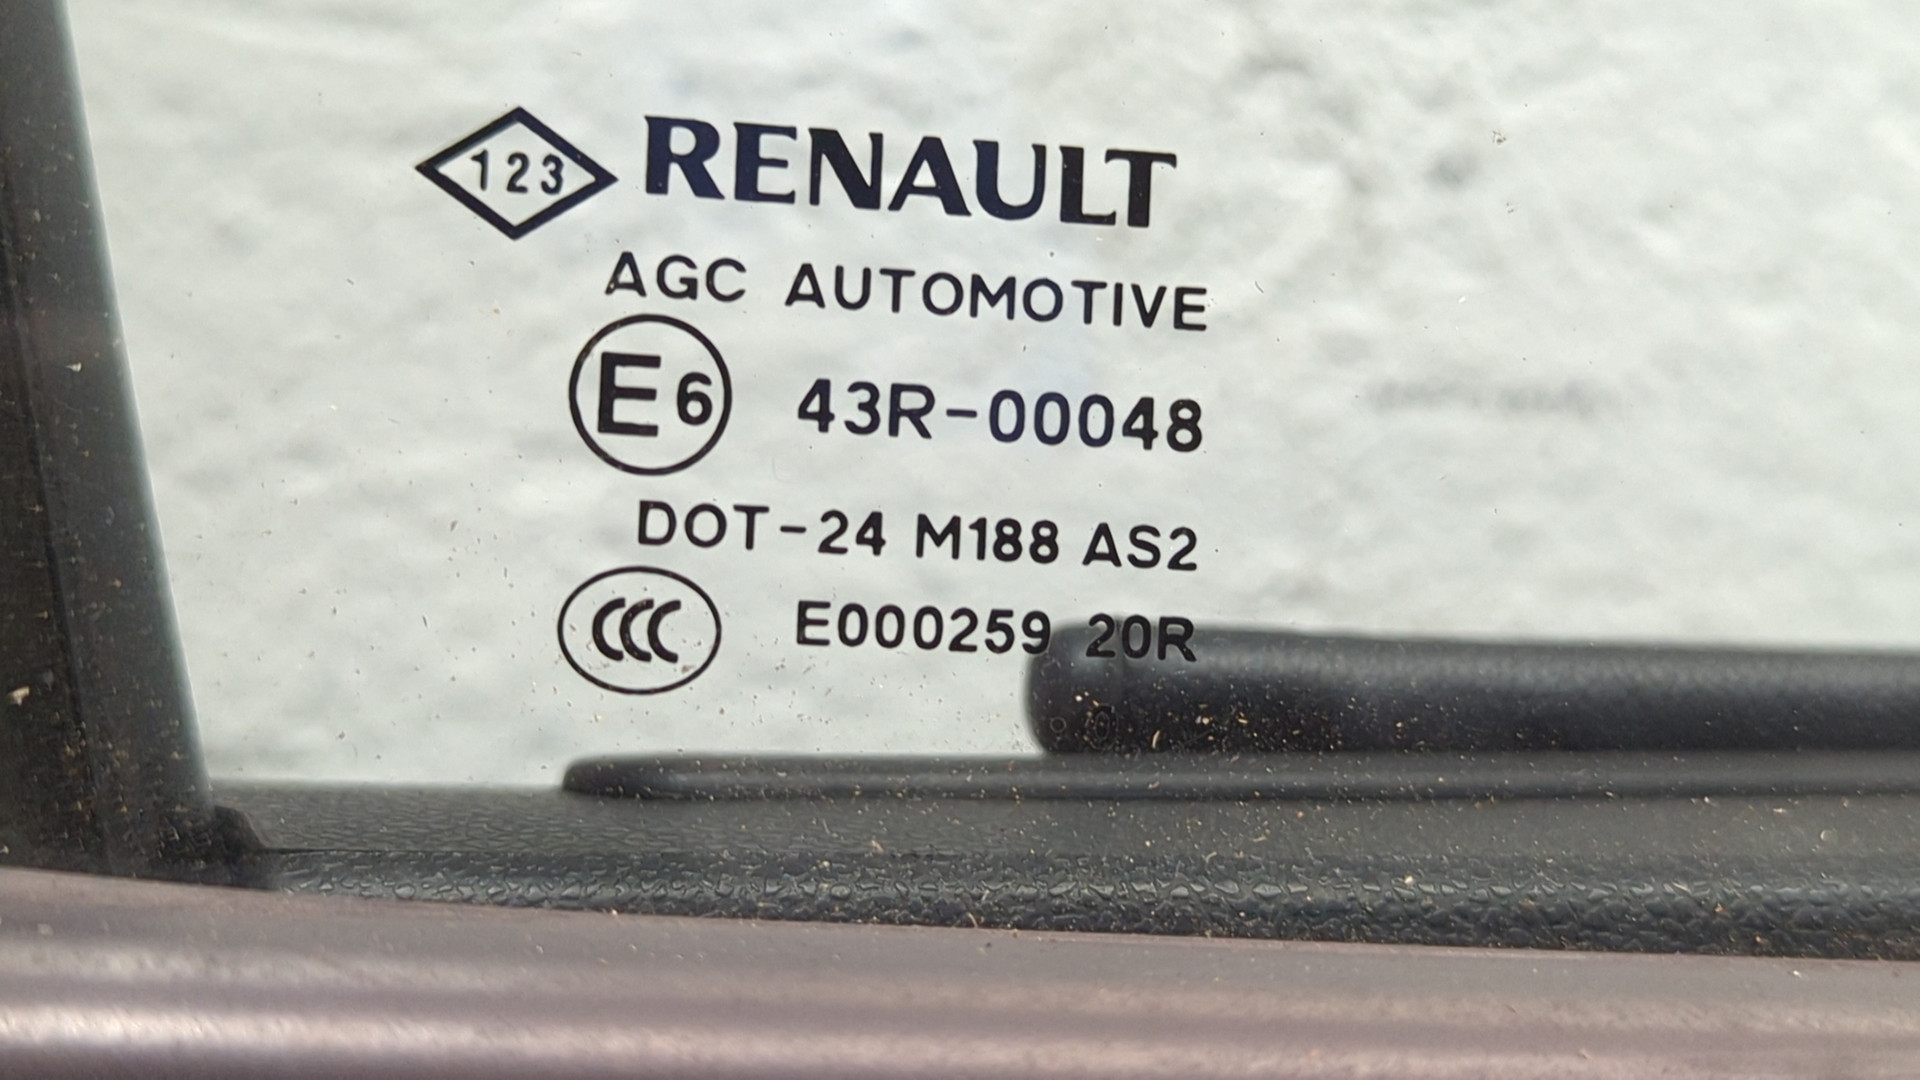 123 RENAULT
AGC AUTOMOTIVE
E6 43R-00048
DOT-24 M188 AS2
CCC E000259 20R